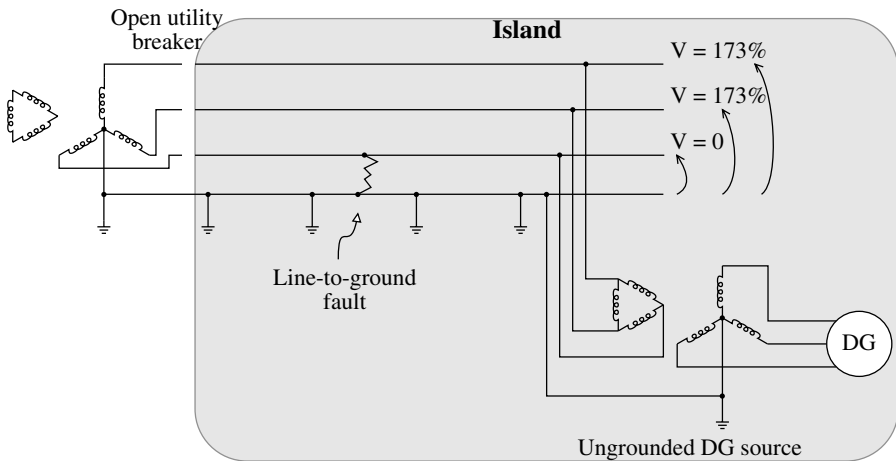 Open utility
breaker
Island
V = 173%
V = 173%
V = 0
Line-to-ground
fault
DG
Ungrounded DG source